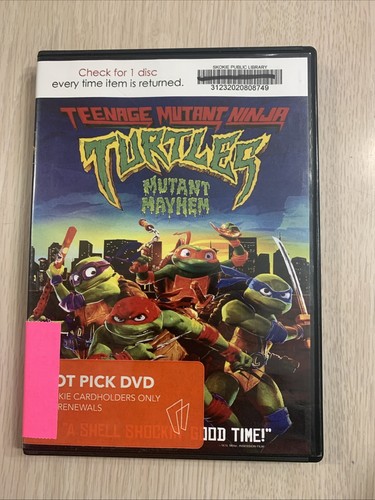 Check for 1 disc
every time item is returned.
SKOKIE PUBLIC LIBRARY
31232020808749
TEENAGE MUTANT NINJA
TURTLES
MUTANT
MAYHEM
OT PICK DVD
KIE CARDHOLDERS ONLY
RENEWALS
"A SHELL SHOCKI GOOD TIME!"